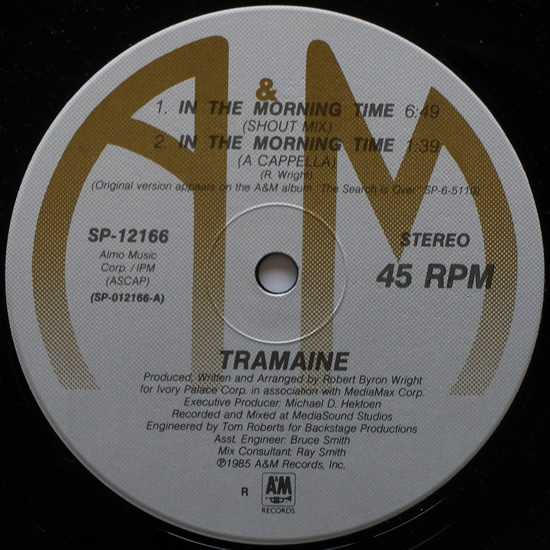 A&M
1. IN THE MORNING TIME 6:49
(SHOUT MIX)
2. IN THE MORNING TIME 1:39
(A CAPPELLA)
(R. Wright)
(Original version appears on the A&M album "The Search Is Over" SP-6-5110)
SP-12166
Almo Music
Corp. / IPM
(ASCAP)
(SP-012166-A)
STEREO
45 RPM
TRAMAINE
Produced, Written and Arranged by Robert Byron Wright
for Ivory Palace Corp. in association with MediaMax Corp.
Executive Producer: Michael D. Hektoen
Recorded and Mixed at MediaSound Studios
Engineered by Tom Roberts for Backstage Productions
Asst. Engineer: Bruce Smith
Mix Consultant: Ray Smith
℗1985 A&M Records, Inc.
R
A&M
RECORDS